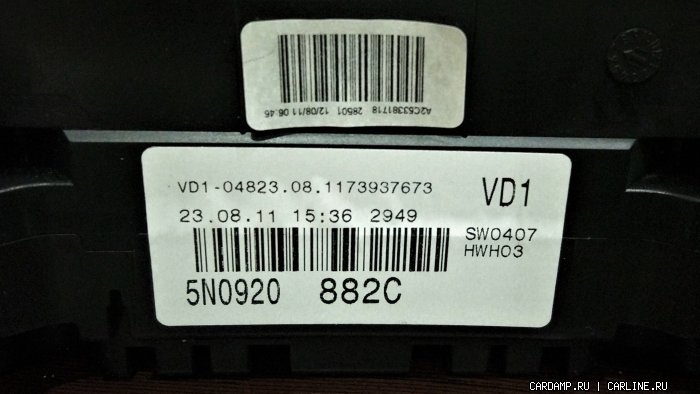 A2C53381718 28501 12/08/11 06.46
VD1-04823.08.1173937673 VD1
23.08.11 15:36 2949
SW0407
HWH03
5N0920 882C
CARDAMP.RU | CARLINE.RU